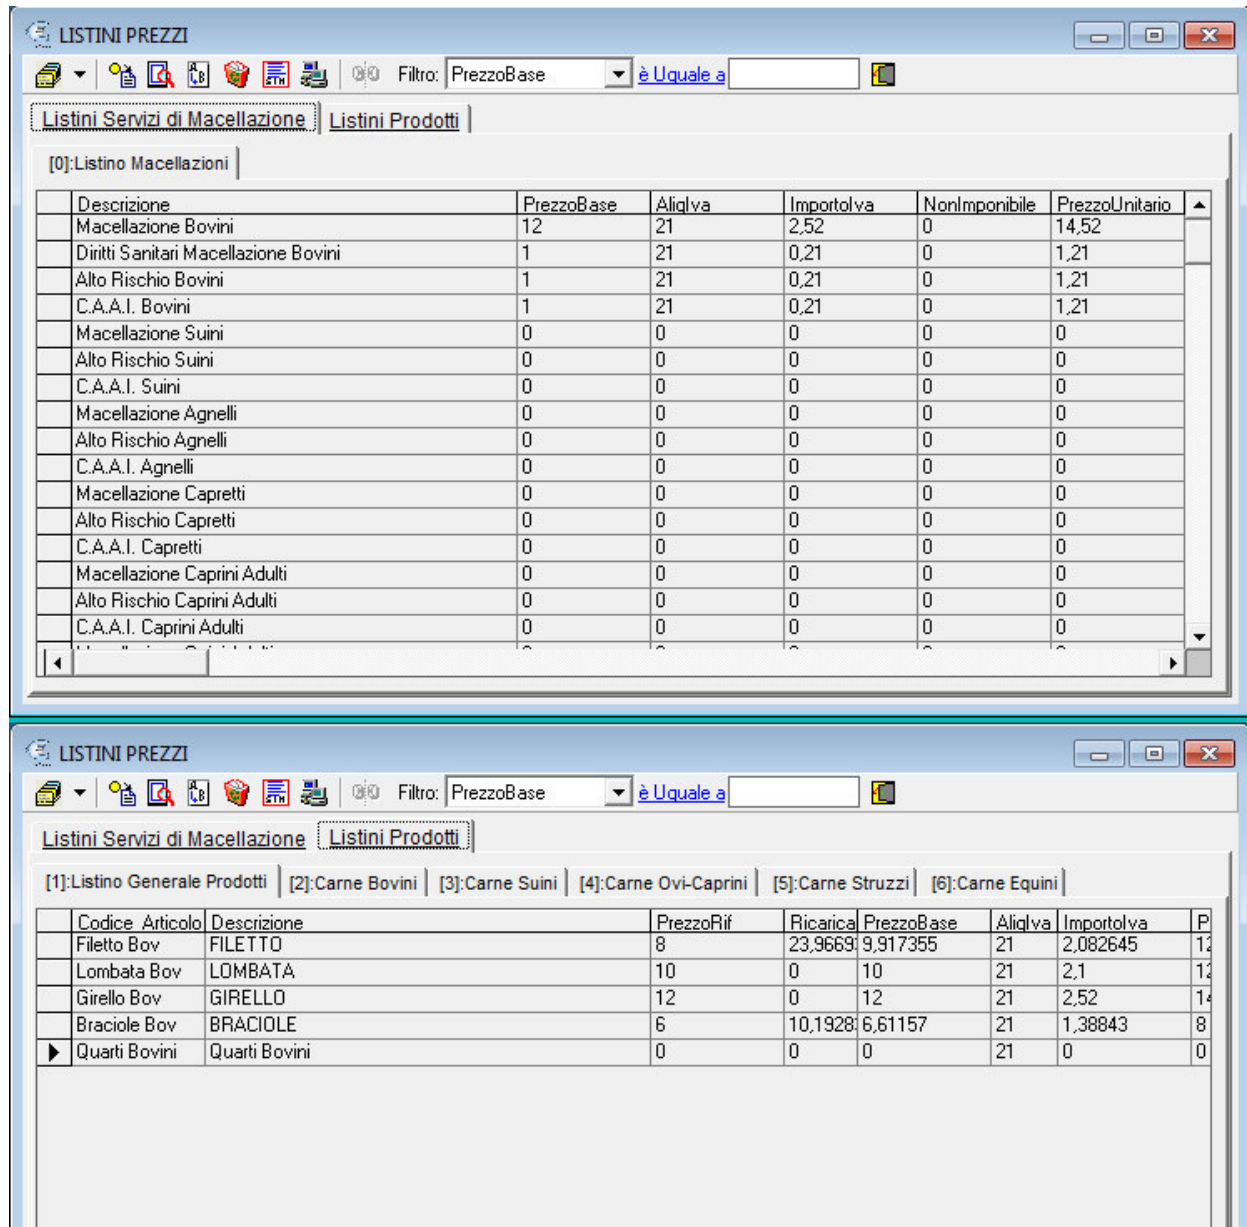 LISTINI PREZZI
Filtro: PrezzoBase è Uguale a
Listini Servizi di Macellazione Listini Prodotti
[0]:Listino Macellazioni
Descrizione PrezzoBase AliqIva ImportoIva NonImponibile PrezzoUnitario
Macellazione Bovini 12 21 2,52 0 14,52
Diritti Sanitari Macellazione Bovini 1 21 0,21 0 1,21
Alto Rischio Bovini 1 21 0,21 0 1,21
C.A.A.I. Bovini 1 21 0,21 0 1,21
Macellazione Suini 0 0 0 0 0
Alto Rischio Suini 0 0 0 0 0
C.A.A.I. Suini 0 0 0 0 0
Macellazione Agnelli 0 0 0 0 0
Alto Rischio Agnelli 0 0 0 0 0
C.A.A.I. Agnelli 0 0 0 0 0
Macellazione Capretti 0 0 0 0 0
Alto Rischio Capretti 0 0 0 0 0
C.A.A.I. Capretti 0 0 0 0 0
Macellazione Caprini Adulti 0 0 0 0 0
Alto Rischio Caprini Adulti 0 0 0 0 0
C.A.A.I. Caprini Adulti 0 0 0 0 0
LISTINI PREZZI
Filtro: PrezzoBase è Uguale a
Listini Servizi di Macellazione Listini Prodotti
[1]:Listino Generale Prodotti [2]:Carne Bovini [3]:Carne Suini [4]:Carne Ovi-Caprini [5]:Carne Struzzi [6]:Carne Equini
Codice_Articolo Descrizione PrezzoRif Ricarica PrezzoBase AliqIva ImportoIva P
Filetto Bov FILETTO 8 23,9669 9,917355 21 2,082645 12
Lombata Bov LOMBATA 10 0 10 21 2,1 12
Girello Bov GIRELLO 12 0 12 21 2,52 14
Braciole Bov BRACIOLE 6 10,1928 6,61157 21 1,38843 8
Quarti Bovini Quarti Bovini 0 0 0 21 0 0